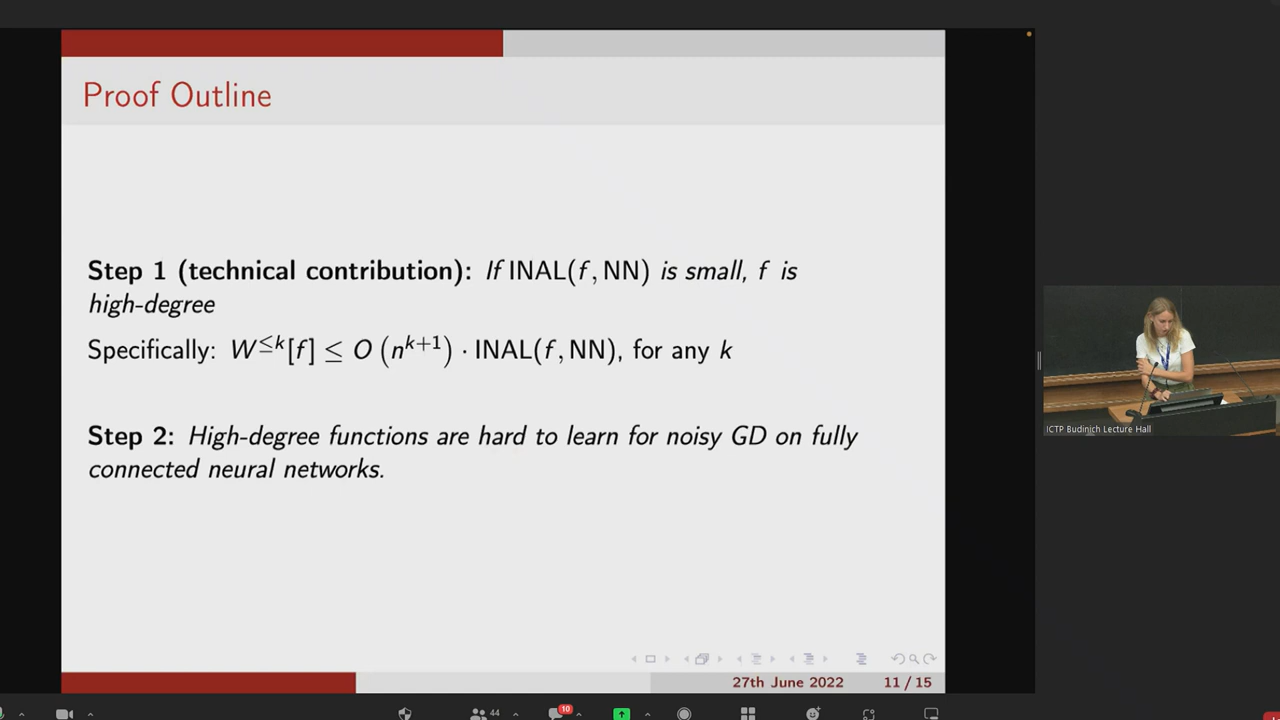 Proof Outline
Step 1 (technical contribution): If INAL(f, NN) is small, f is
high-degree
Specifically: W^{≤k}[f] ≤ O (n^{k+1}) · INAL(f, NN), for any k
Step 2: High-degree functions are hard to learn for noisy GD on fully
connected neural networks.
27th June 2022 11 / 15
ICTP Budinich Lecture Hall
44
10